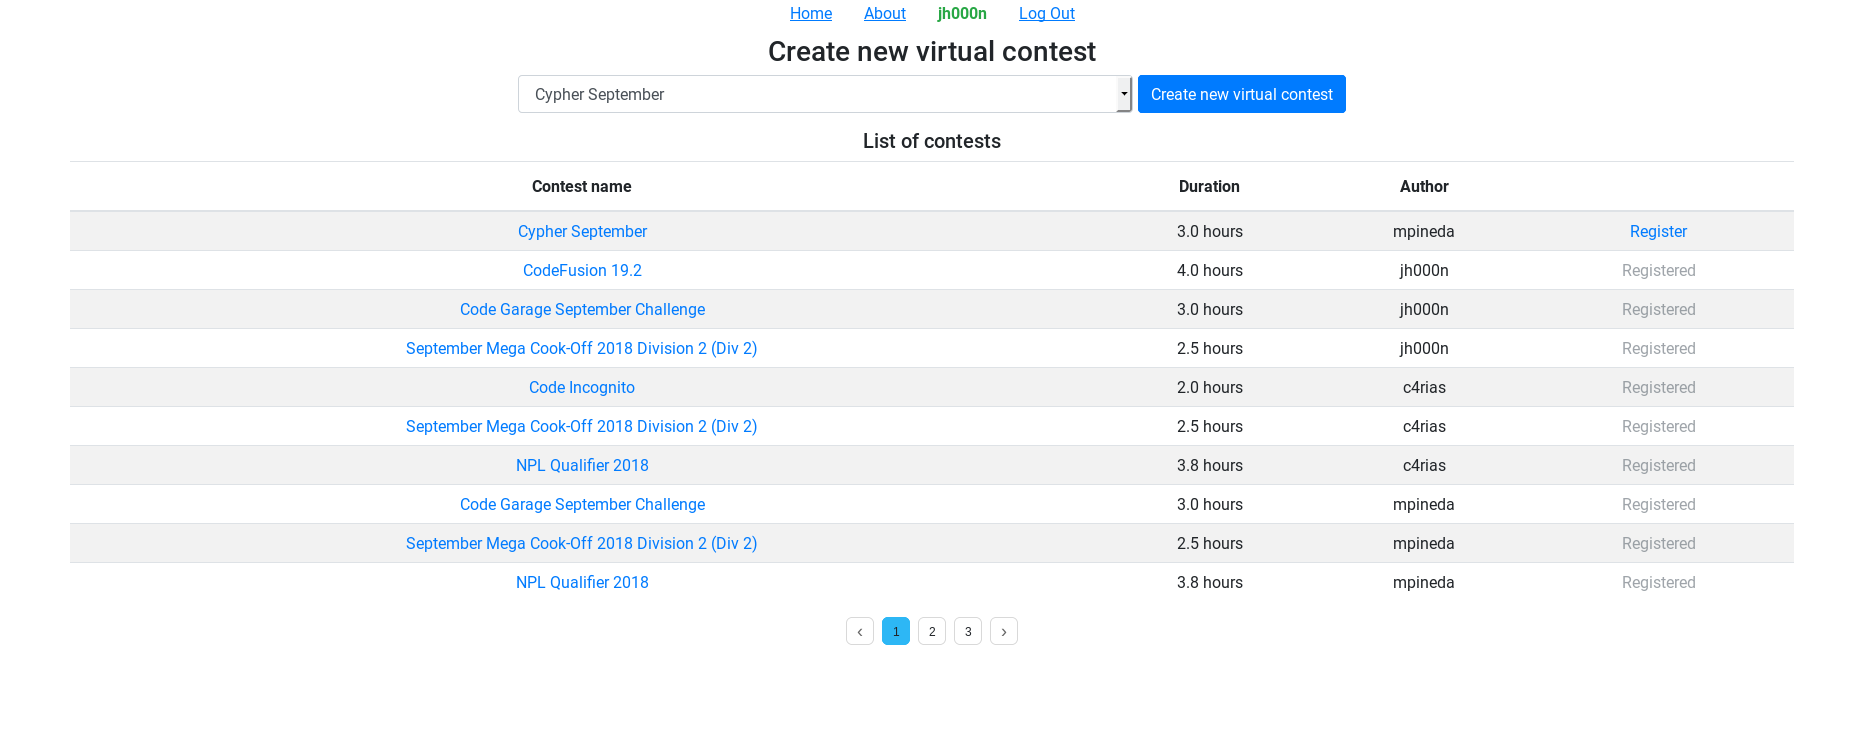 Home About jh000n Log Out
Create new virtual contest
Cypher September Create new virtual contest
List of contests
Contest name Duration Author
Cypher September 3.0 hours mpineda Register
CodeFusion 19.2 4.0 hours jh000n Registered
Code Garage September Challenge 3.0 hours jh000n Registered
September Mega Cook-Off 2018 Division 2 (Div 2) 2.5 hours jh000n Registered
Code Incognito 2.0 hours c4rias Registered
September Mega Cook-Off 2018 Division 2 (Div 2) 2.5 hours c4rias Registered
NPL Qualifier 2018 3.8 hours c4rias Registered
Code Garage September Challenge 3.0 hours mpineda Registered
September Mega Cook-Off 2018 Division 2 (Div 2) 2.5 hours mpineda Registered
NPL Qualifier 2018 3.8 hours mpineda Registered
‹ 1 2 3 ›